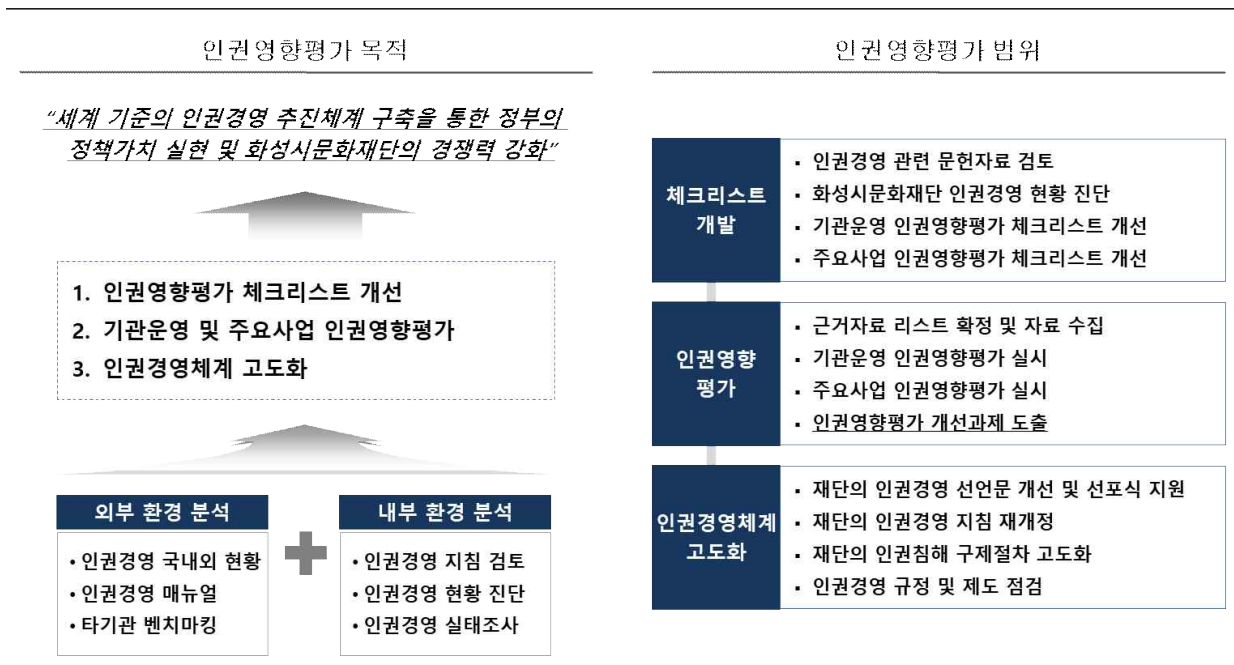 인권영향평가 목적
“세계 기준의 인권경영 추진체계 구축을 통한 정부의
정책가치 실현 및 화성시문화재단의 경쟁력 강화”
1. 인권영향평가 체크리스트 개선
2. 기관운영 및 주요사업 인권영향평가
3. 인권경영체계 고도화
외부 환경 분석
• 인권경영 국내외 현황
• 인권경영 매뉴얼
• 타기관 벤치마킹
내부 환경 분석
• 인권경영 지침 검토
• 인권경영 현황 진단
• 인권경영 실태조사
인권영향평가 범위
체크리스트
개발
▪ 인권경영 관련 문헌자료 검토
▪ 화성시문화재단 인권경영 현황 진단
▪ 기관운영 인권영향평가 체크리스트 개선
▪ 주요사업 인권영향평가 체크리스트 개선
인권영향
평가
▪ 근거자료 리스트 확정 및 자료 수집
▪ 기관운영 인권영향평가 실시
▪ 주요사업 인권영향평가 실시
▪ 인권영향평가 개선과제 도출
인권경영체계
고도화
▪ 재단의 인권경영 선언문 개선 및 선포식 지원
▪ 재단의 인권경영 지침 재개정
▪ 재단의 인권침해 구제절차 고도화
▪ 인권경영 규정 및 제도 점검